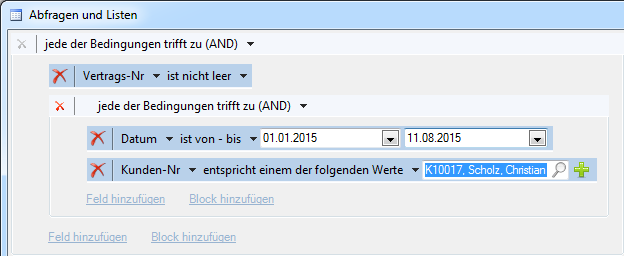 Abfragen und Listen
jede der Bedingungen trifft zu (AND)
Vertrags-Nr ist nicht leer
jede der Bedingungen trifft zu (AND)
Datum ist von - bis 01.01.2015 11.08.2015
Kunden-Nr entspricht einem der folgenden Werte K10017, Scholz, Christian
Feld hinzufügen Block hinzufügen
Feld hinzufügen Block hinzufügen